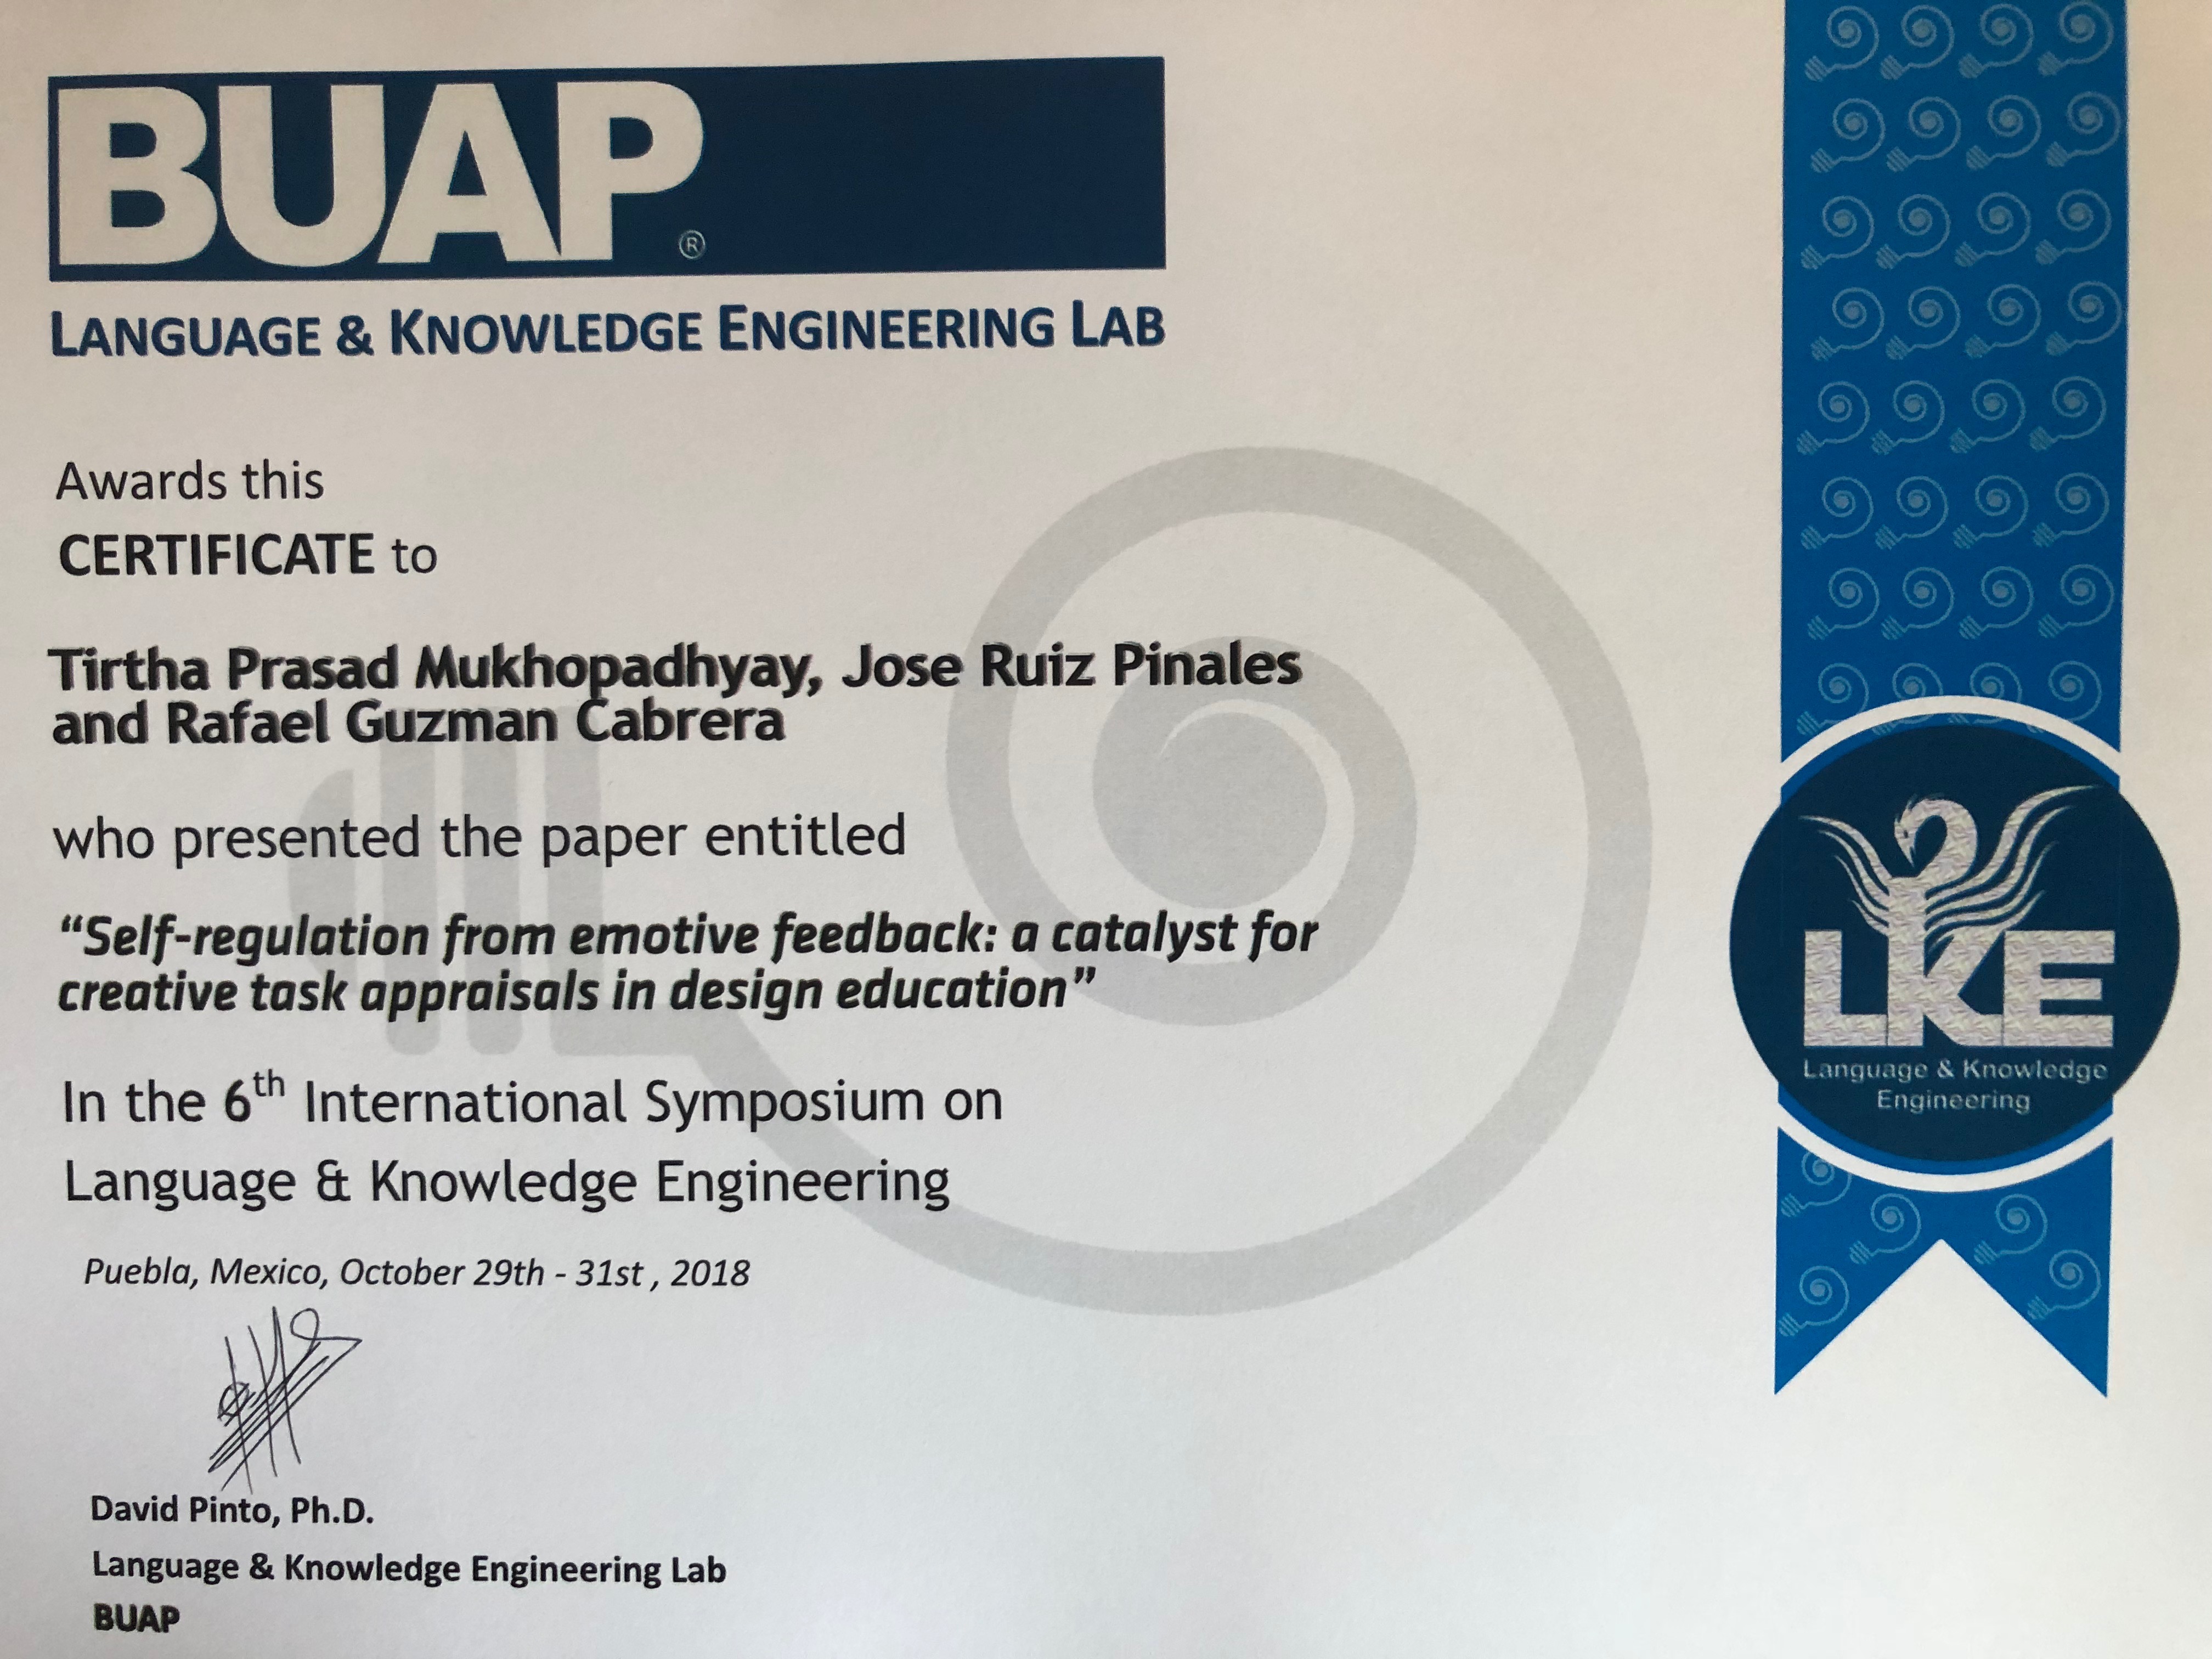 BUAP®
LANGUAGE & KNOWLEDGE ENGINEERING LAB
Awards this
CERTIFICATE to
Tirtha Prasad Mukhopadhyay, Jose Ruiz Pinales
and Rafael Guzman Cabrera
who presented the paper entitled
“Self-regulation from emotive feedback: a catalyst for
creative task appraisals in design education”
In the 6th International Symposium on
Language & Knowledge Engineering
Puebla, Mexico, October 29th - 31st , 2018
David Pinto, Ph.D.
Language & Knowledge Engineering Lab
BUAP
LKE
Language & Knowledge
Engineering